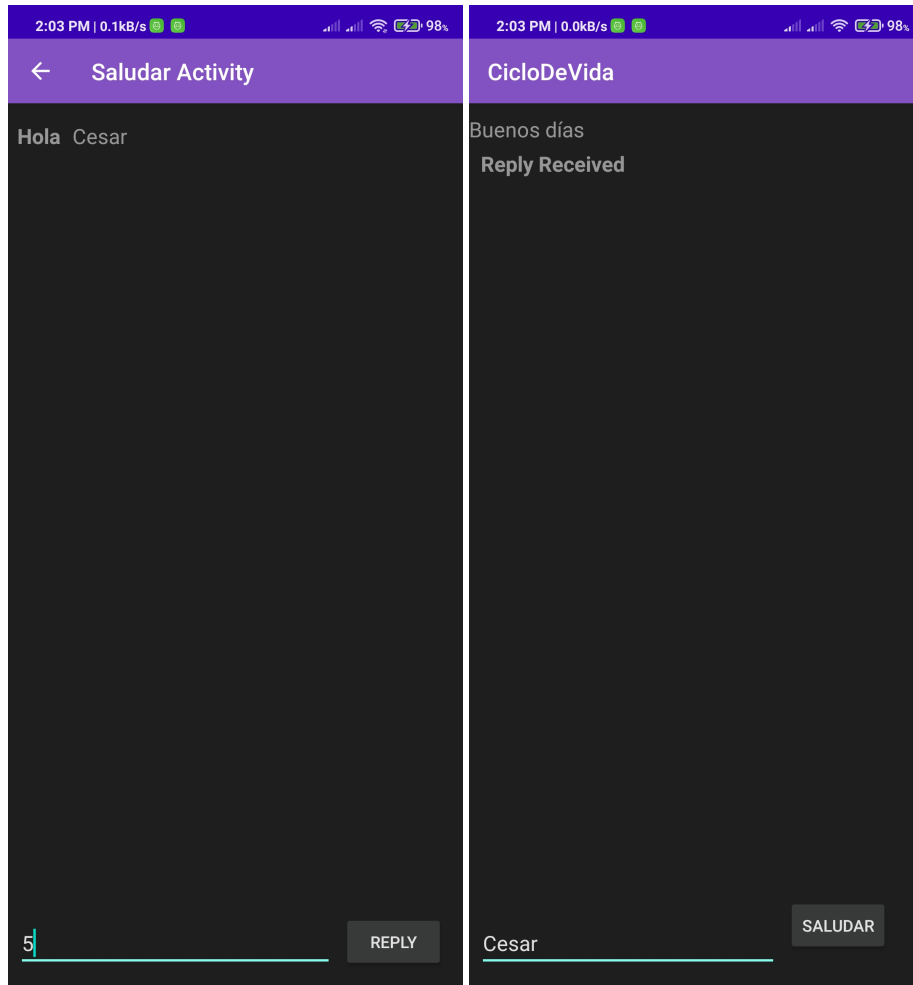 2:03 PM | 0.1kB/s 98%
Saludar Activity
Hola Cesar
5
REPLY
2:03 PM | 0.0kB/s 98%
CicloDeVida
Buenos días
Reply Received
SALUDAR
Cesar